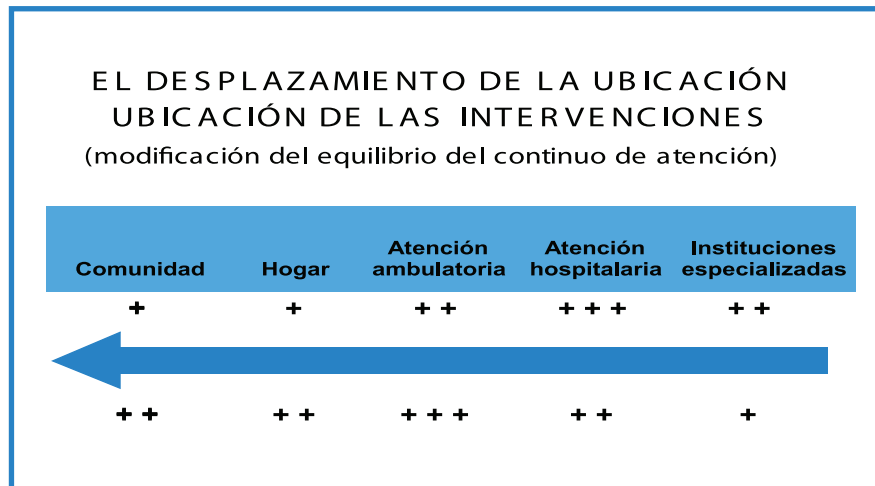 EL DESPLAZAMIENTO DE LA UBICACIÓN
UBICACIÓN DE LAS INTERVENCIONES
(modificación del equilibrio del continuo de atención)
Comunidad Hogar Atención ambulatoria Atención hospitalaria Instituciones especializadas
+ + + + + + + + +
+ + + + + + + + + +